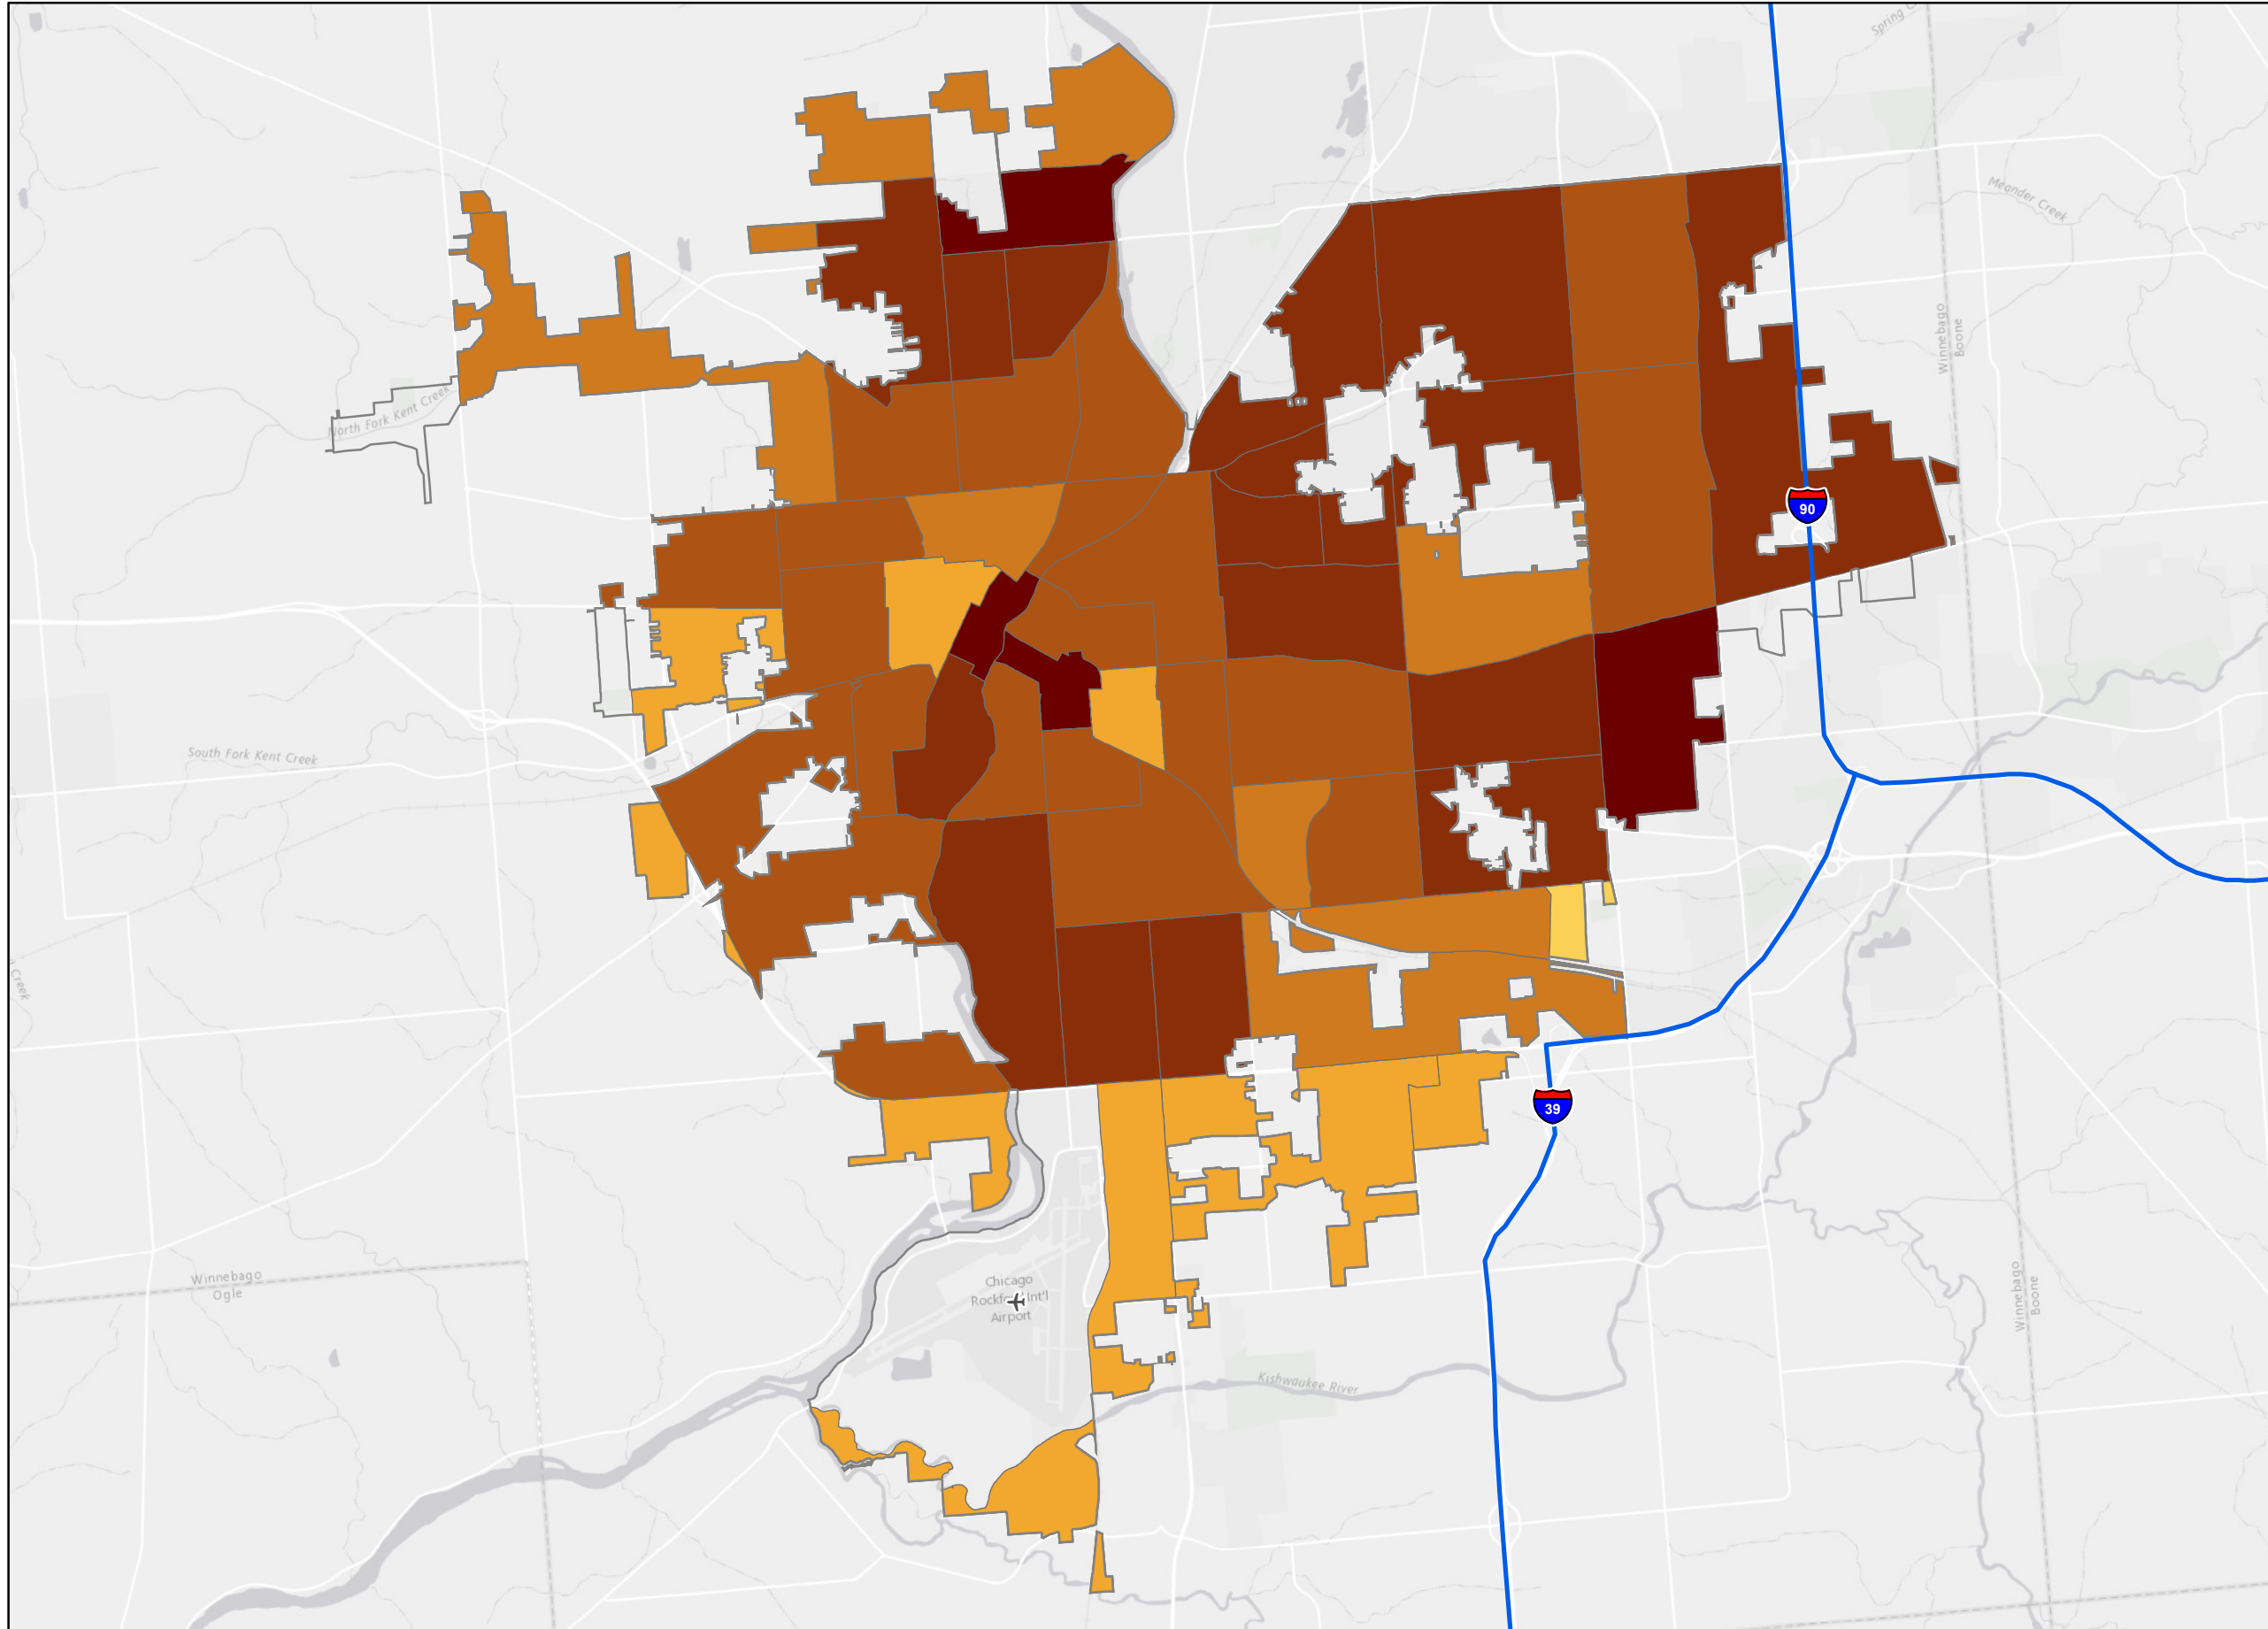 Spring C
Meander Creek
Winnebago
Boone
North Fork Kent Creek
90
South Fork Kent Creek
Creek
39
Winnebago
Ogle
Chicago
Rockford Int'l
Airport
Winnebago
Boone
Kishwaukee River